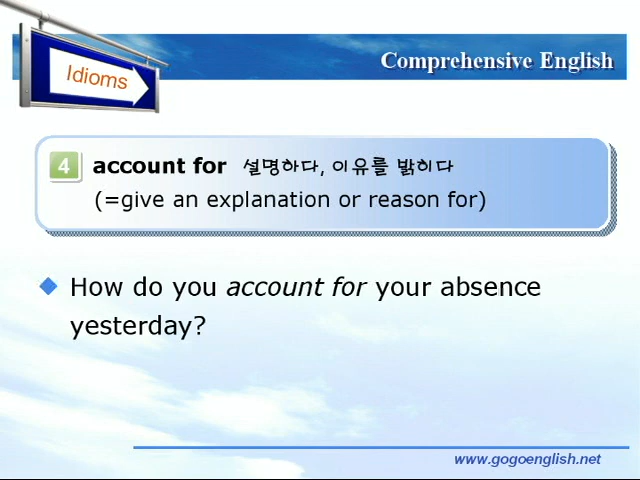 Idioms
Comprehensive English
4 account for 설명하다, 이유를 밝히다
(=give an explanation or reason for)
How do you account for your absence
yesterday?
www.gogoenglish.net